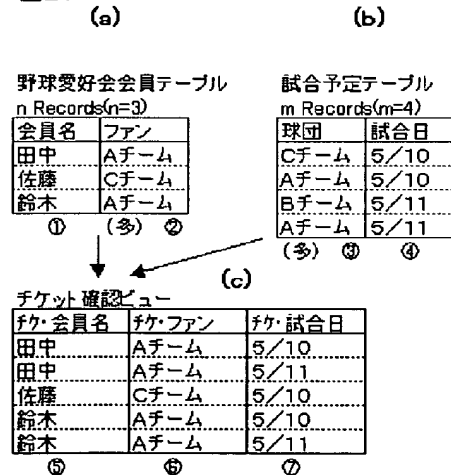 (a)
(b)
野球愛好会会員テーブル
n Records(n=3)
会員名 ファン
田中 Aチーム
佐藤 Cチーム
鈴木 Aチーム
① (多) ②
試合予定テーブル
m Records(m=4)
球団 試合日
Cチーム 5/10
Aチーム 5/10
Bチーム 5/11
Aチーム 5/11
(多) ③ ④
(c)
チケット確認ビュー
チケ・会員名 チケ・ファン チケ・試合日
田中 Aチーム 5/10
田中 Aチーム 5/11
佐藤 Cチーム 5/10
鈴木 Aチーム 5/10
鈴木 Aチーム 5/11
⑤ ⑥ ⑦